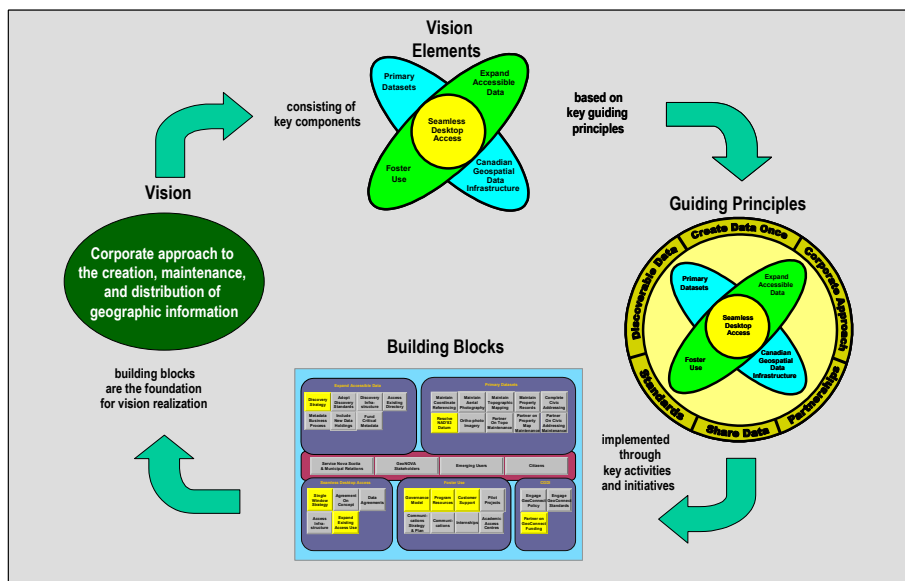 Vision
Elements
Primary
Datasets
Expand
Accessible
Data
Seamless
Desktop
Access
Foster
Use
Canadian
Geospatial
Data
Infrastructure
consisting of
key components
based on
key guiding
principles
Vision
Corporate approach to
the creation, maintenance,
and distribution of
geographic information
Guiding Principles
Create Data Once
Corporate Approach
Partnerships
Share Data
Standards
Discoverable Data
Primary
Datasets
Expand
Accessible
Data
Seamless
Desktop
Access
Foster
Use
Canadian
Geospatial
Data
Infrastructure
implemented
through
key activities
and initiatives
Building Blocks
Expand Accessible Data
Discovery
Strategy
Adopt
Discovery
Standards
Discovery
Infra-
structure
Access
Existing
Directory
Metadata
Business
Process
Include
New Data
Holdings
Fund
Critical
Metadata
Primary Datasets
Maintain
Coordinate
Referencing
Maintain
Aerial
Photography
Maintain
Topographic
Mapping
Maintain
Property
Records
Complete
Civic
Addressing
Resolve
NAD'83
Datum
Ortho-photo
Imagery
Partner
On Topo
Maintenance
Partner on
Property
Map
Maintenance
Partner
On Civic
Addressing
Maintenance
Service Nova Scotia
& Municipal Relations
GeoNOVA
Stakeholders
Emerging Users
Citizens
Seamless Desktop Access
Single
Window
Strategy
Agreement
On
Concept
Data
Agreements
Access
Infra-
structure
Expand
Existing
Access Use
Foster Use
Governance
Model
Program
Resources
Customer
Support
Pilot
Projects
Communi-
cations
Strategy
& Plan
Communi-
cations
Internships
Academic
Access
Centres
CGDI
Engage
GeoConnect
Policy
Engage
GeoConnect
Standards
Partner on
GeoConnect
Funding
building blocks
are the foundation
for vision realization